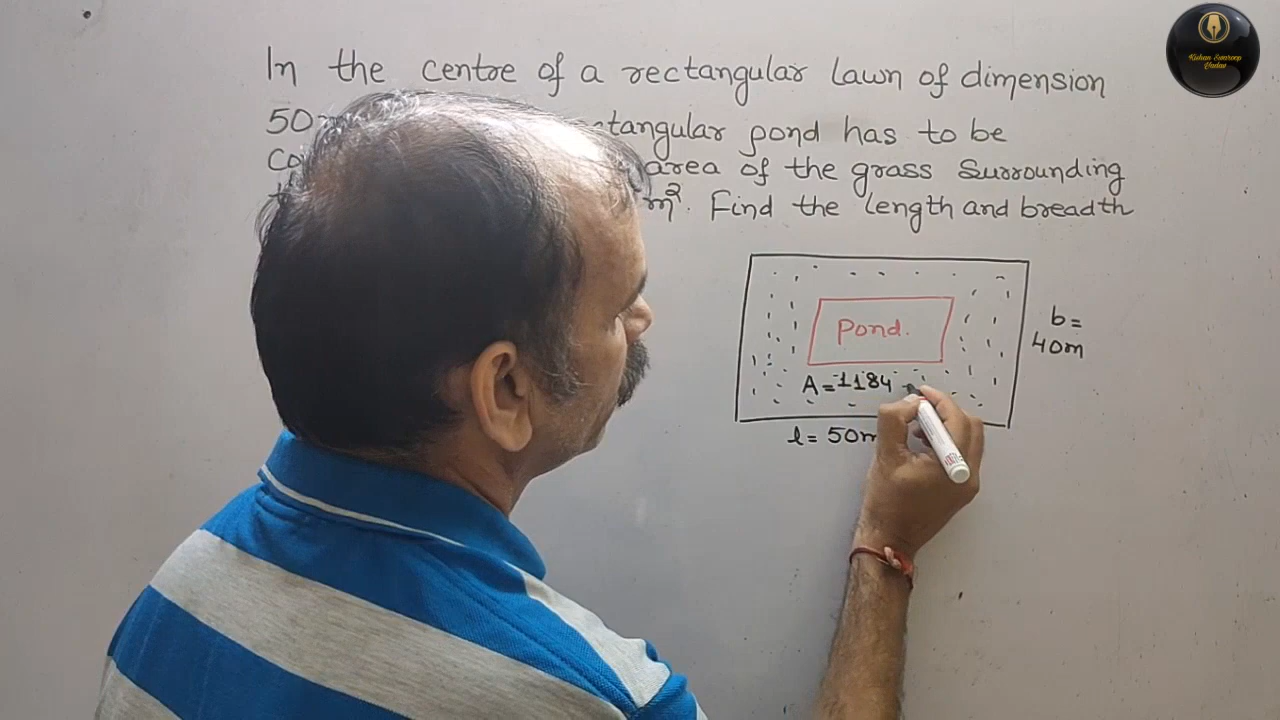 In the centre of a rectangular lawn of dimension
50 pond has to be
area of the grass surrounding
m². Find the length and breadth
Pond.
b=
40m
A=1184
l= 50m